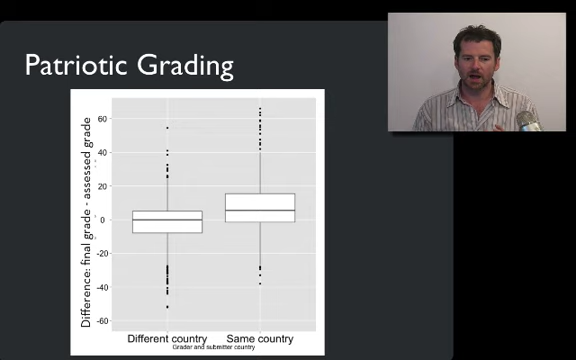 Patriotic Grading
Difference: final grade - assessed grade
60
40
20
0
-20
-40
-60
Different country
Same country
Grader and submitter country